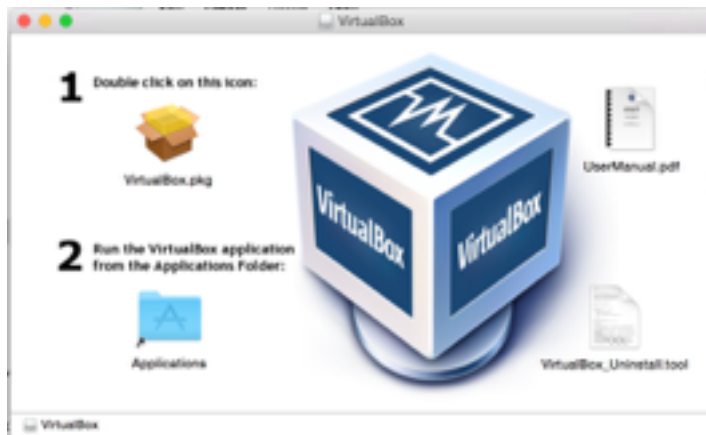 VirtualBox
1 Double click on this icon:
VirtualBox.pkg
2 Run the VirtualBox application
from the Applications Folder:
Applications
VirtualBox
VirtualBox
UserManual.pdf
VirtualBox_Uninstall.tool
VirtualBox